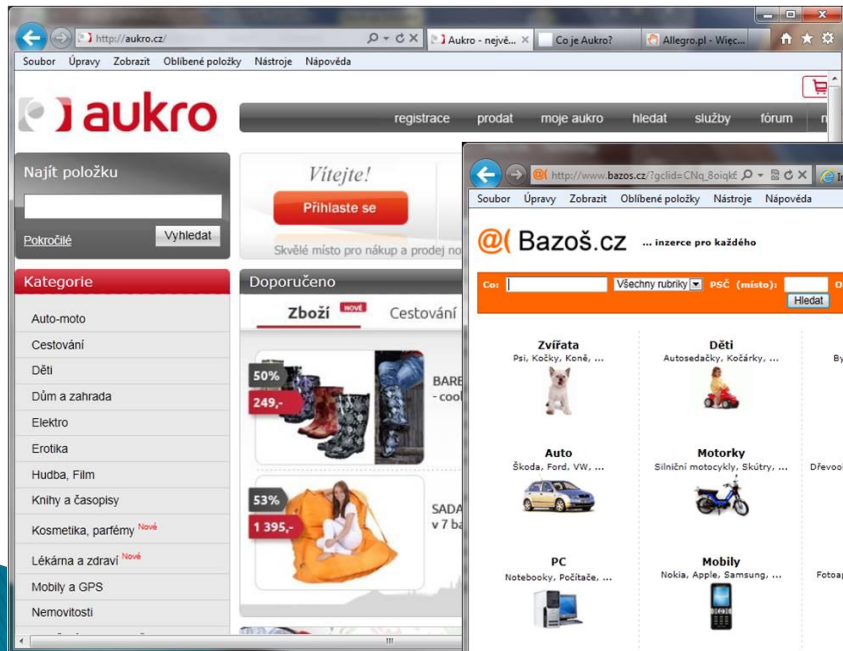 http://aukro.cz/
Aukro - nejvě...
Co je Aukro?
Allegro.pl - Więc...
Soubor Úpravy Zobrazit Oblíbené položky Nástroje Nápověda
aukro
registrace prodat moje aukro hledat služby fórum
Najít položku
Pokročilé
Vyhledat
Vítejte!
Přihlaste se
Skvělé místo pro nákup a prodej no
Kategorie
Auto-moto
Cestování
Děti
Dům a zahrada
Elektro
Erotika
Hudba, Film
Knihy a časopisy
Kosmetika, parfémy Nové
Lékárna a zdraví Nové
Mobily a GPS
Nemovitosti
Doporučeno
Zboží NOVÉ Cestování
50%
249,-
BARE
- cool
53%
1 395,-
SADA
v 7 ba
http://www.bazos.cz/?gclid=CNq_8oiqk
Soubor Úpravy Zobrazit Oblíbené položky Nástroje Nápověda
@( Bazoš.cz ... inzerce pro každého
Co: Všechny rubriky PSČ (místo): O
Hledat
Zvířata
Psi, Kočky, Koně, ...
Děti
Autosedačky, Kočárky, ...
By
Auto
Škoda, Ford, VW, ...
Motorky
Silniční motocykly, Skútry, ...
Dřevoo
PC
Notebooky, Počítače, ...
Mobily
Nokia, Apple, Samsung, ...
Fotoap